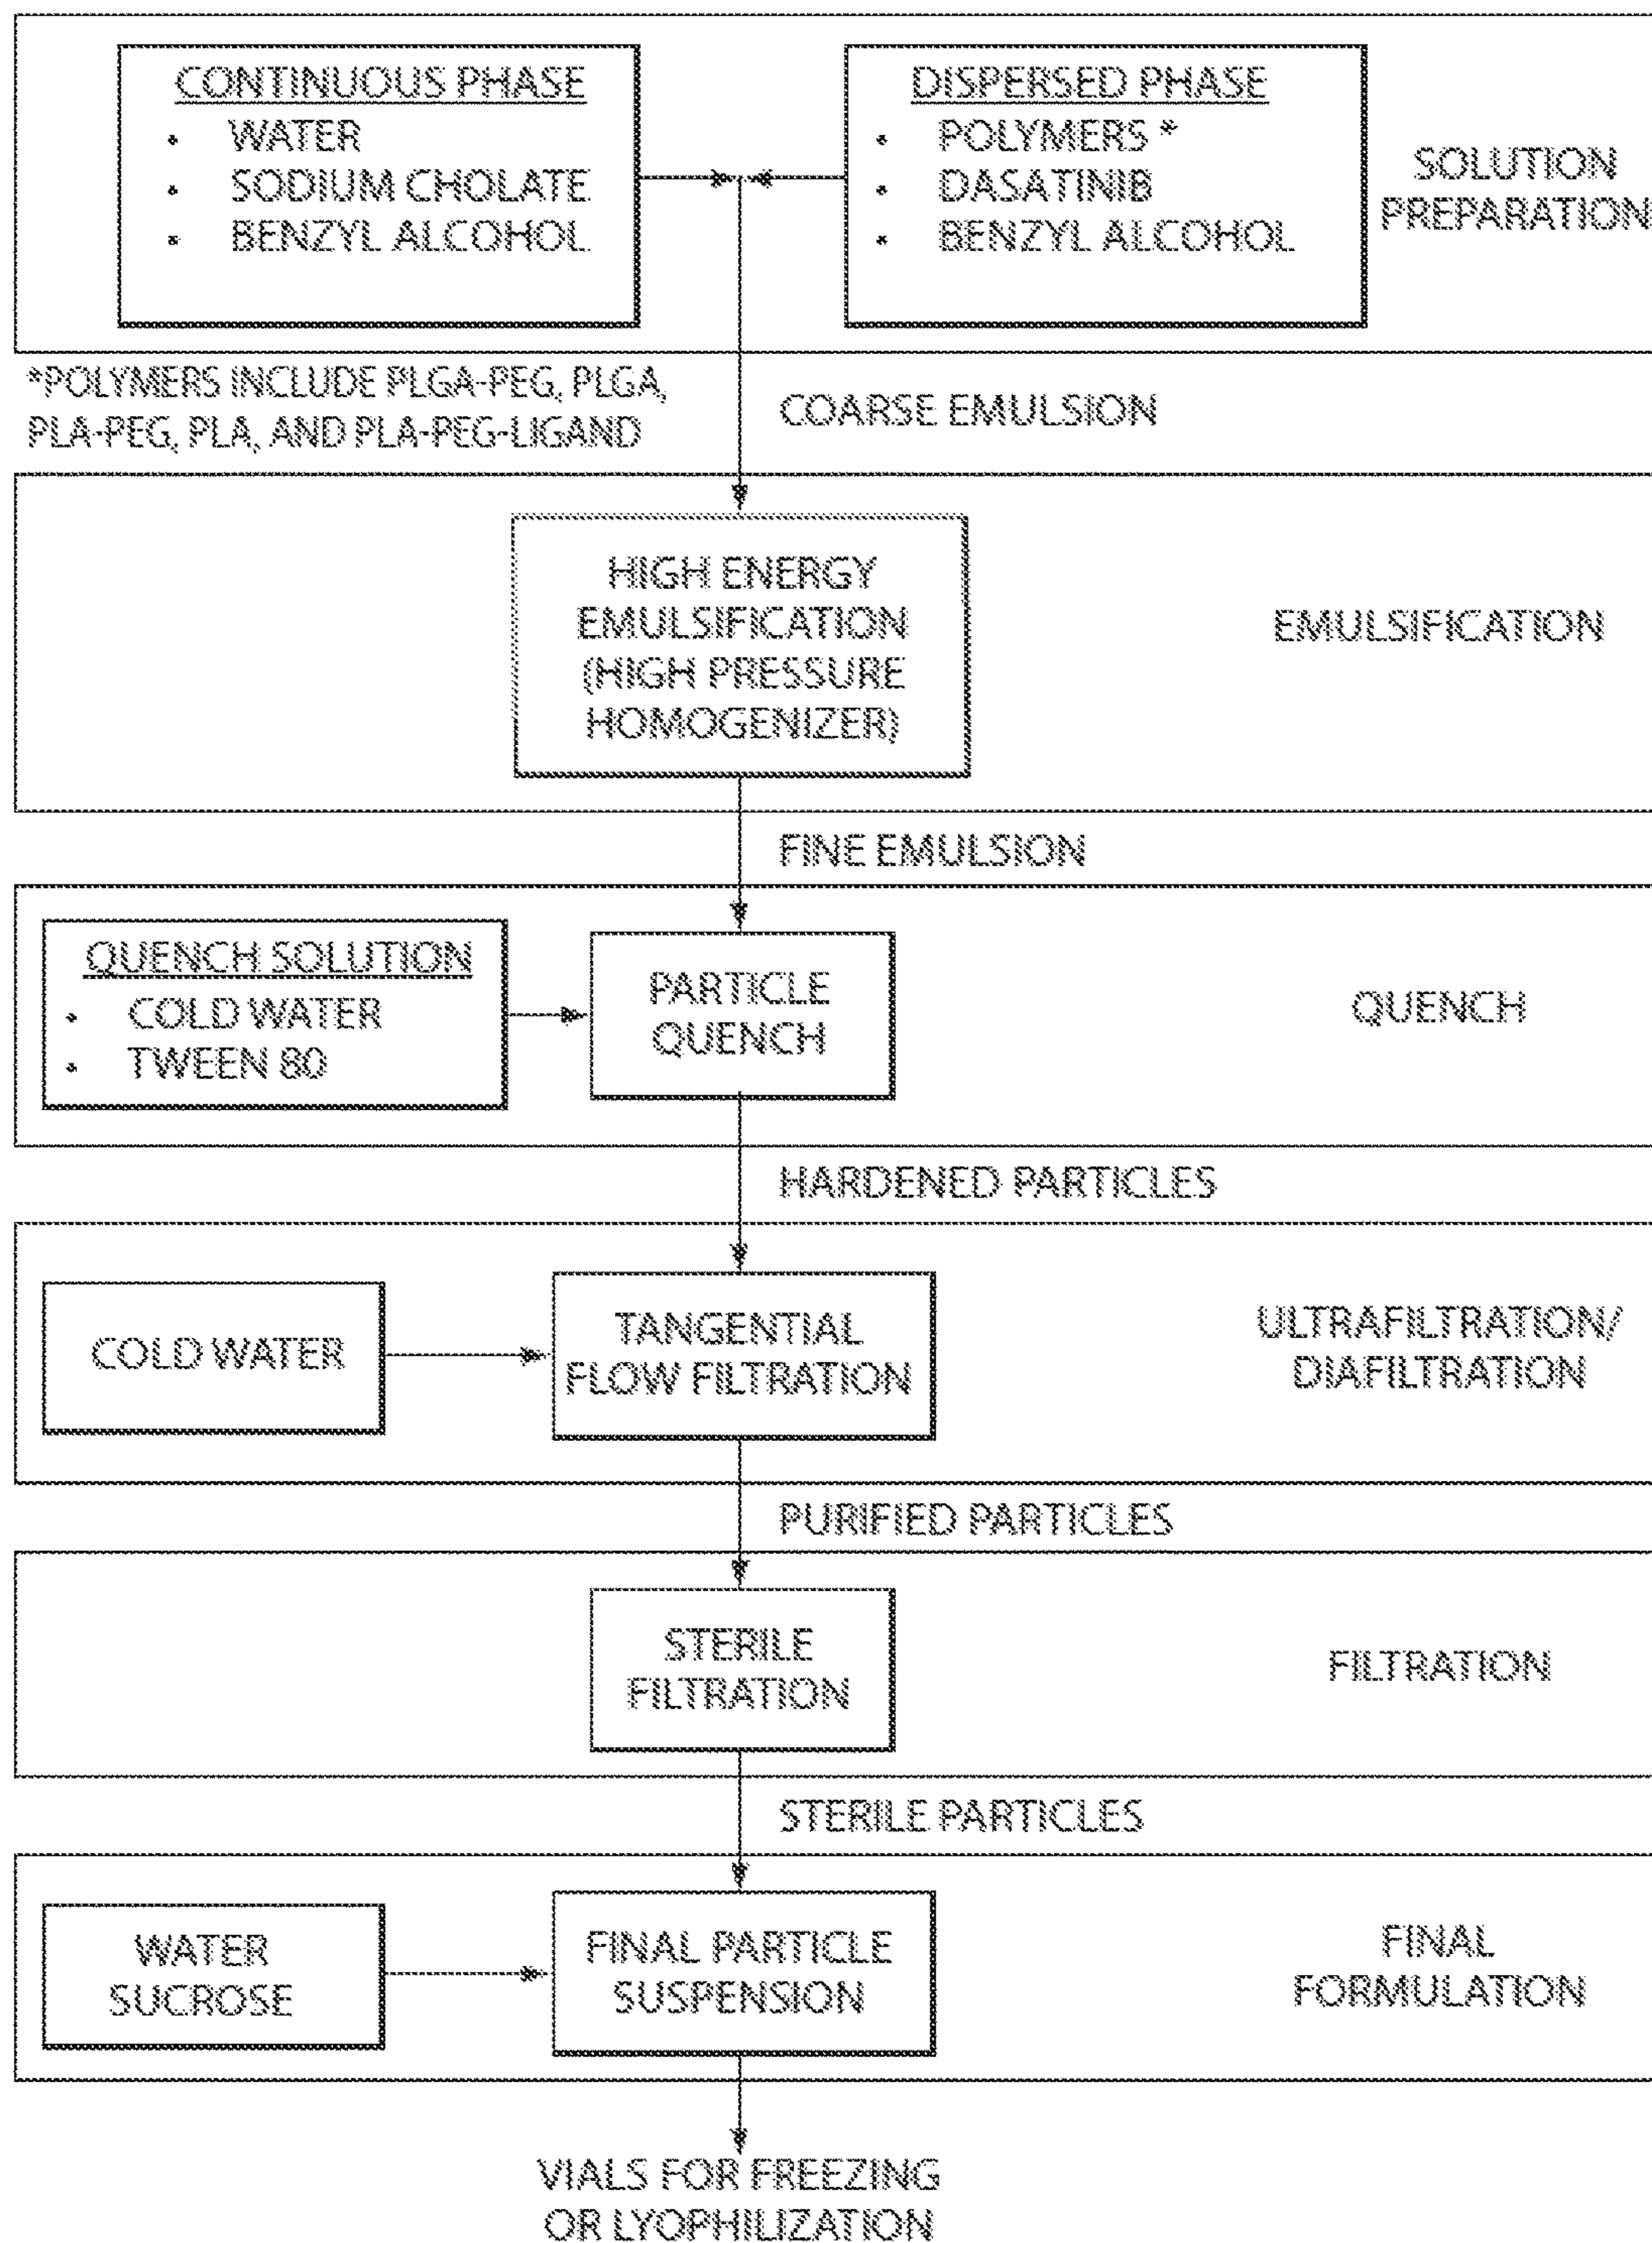 CONTINUOUS PHASE
• WATER
• SODIUM CHOLATE
• BENZYL ALCOHOL
DISPERSED PHASE
• POLYMERS *
• DASATINIB
• BENZYL ALCOHOL
SOLUTION
PREPARATION
*POLYMERS INCLUDE PLGA-PEG, PLGA,
PLA-PEG, PLA, AND PLA-PEG-LIGAND
COARSE EMULSION
HIGH ENERGY
EMULSIFICATION
(HIGH PRESSURE
HOMOGENIZER)
EMULSIFICATION
FINE EMULSION
QUENCH SOLUTION
• COLD WATER
• TWEEN 80
PARTICLE
QUENCH
QUENCH
HARDENED PARTICLES
COLD WATER
TANGENTIAL
FLOW FILTRATION
ULTRAFILTRATION/
DIAFILTRATION
PURIFIED PARTICLES
STERILE
FILTRATION
FILTRATION
STERILE PARTICLES
WATER
SUCROSE
FINAL PARTICLE
SUSPENSION
FINAL
FORMULATION
VIALS FOR FREEZING
OR LYOPHILIZATION